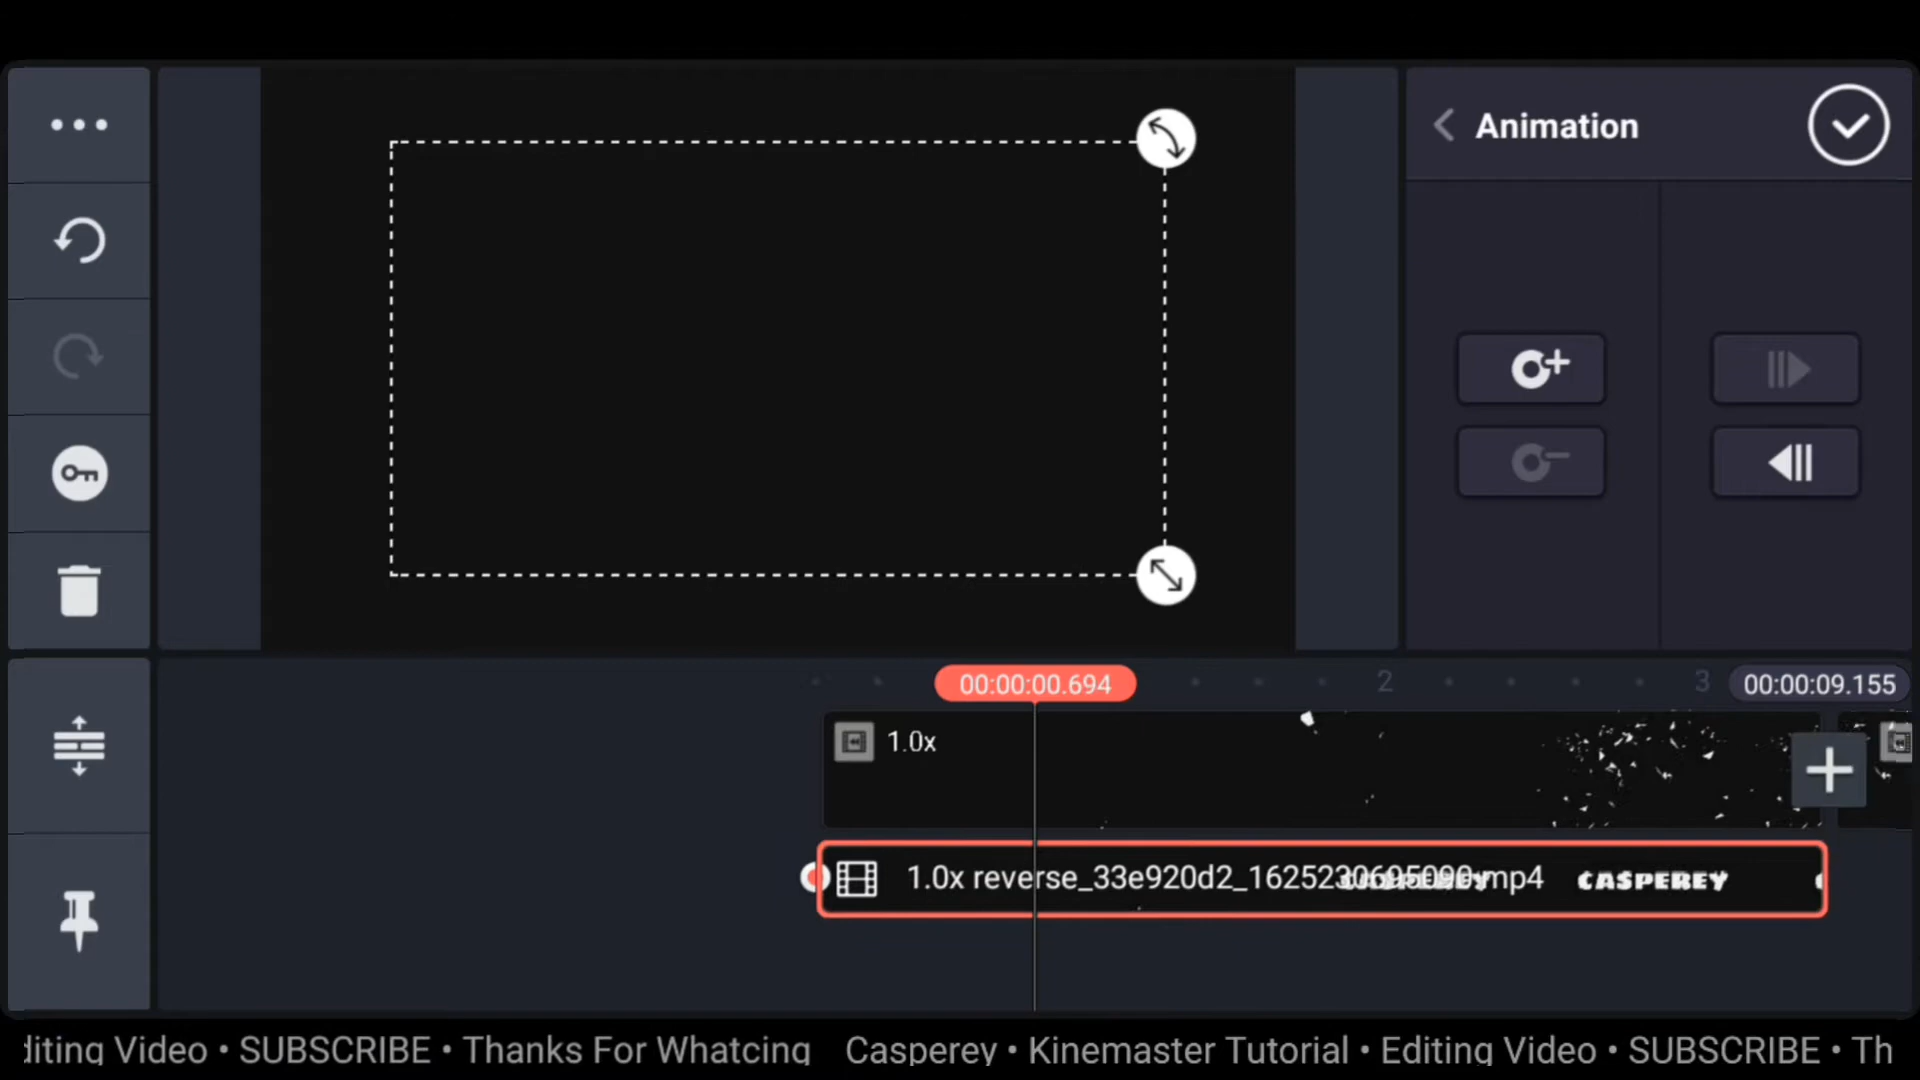 Animation
00:00:00.694
2
3
00:00:09.155
1.0x
1.0x reverse_33e920d2_1625230695090.mp4
CASPEREY
diting Video • SUBSCRIBE • Thanks For Whatcing Casperey • Kinemaster Tutorial • Editing Video • SUBSCRIBE • Th